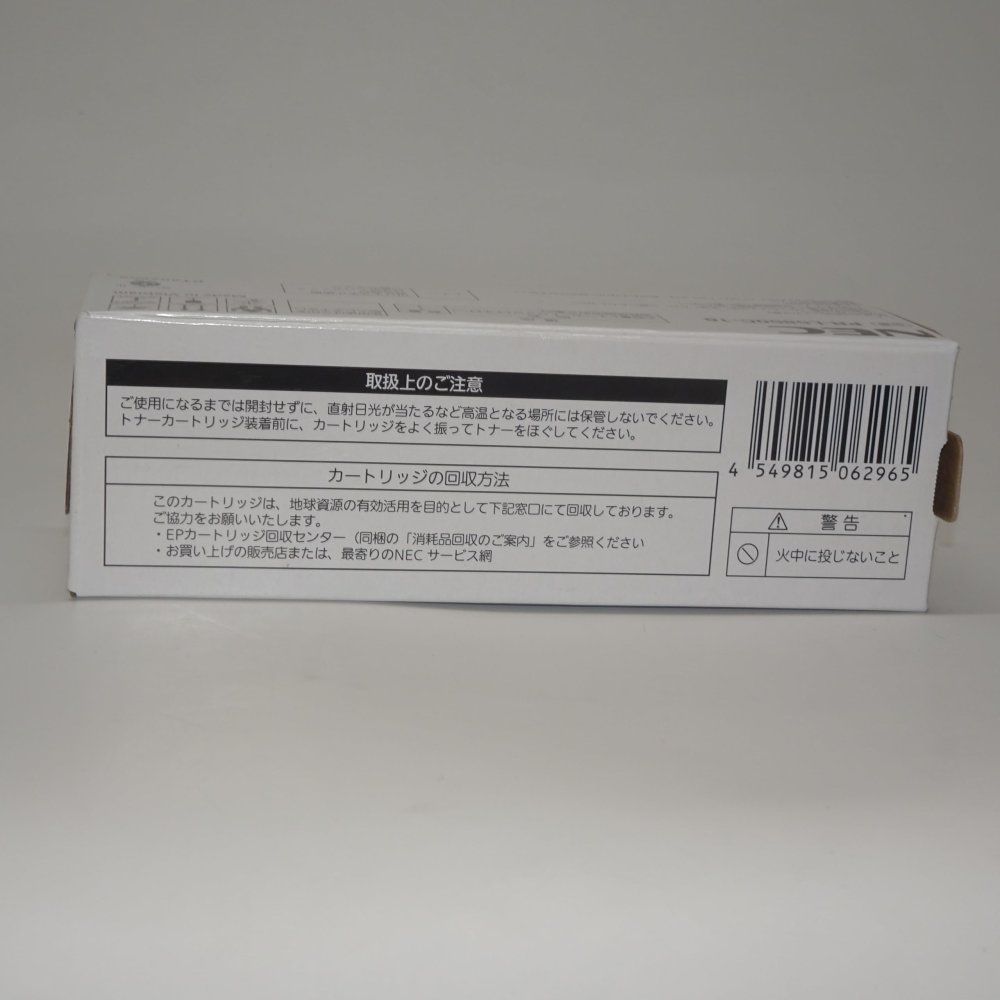 NEC
取扱上のご注意
ご使用になるまでは開封せずに、直射日光が当たるなど高温となる場所には保管しないでください。
トナーカートリッジ装着前に、カートリッジをよく振ってトナーをほぐしてください。
カートリッジの回収方法
このカートリッジは、地球資源の有効活用を目的として下記窓口にて回収しております。
ご協力をお願いいたします。
・EPカートリッジ回収センター（同梱の「消耗品回収のご案内」をご参照ください
・お買い上げの販売店または、最寄りのNEC サービス網
4 549815 062965
警告
火中に投じないこと